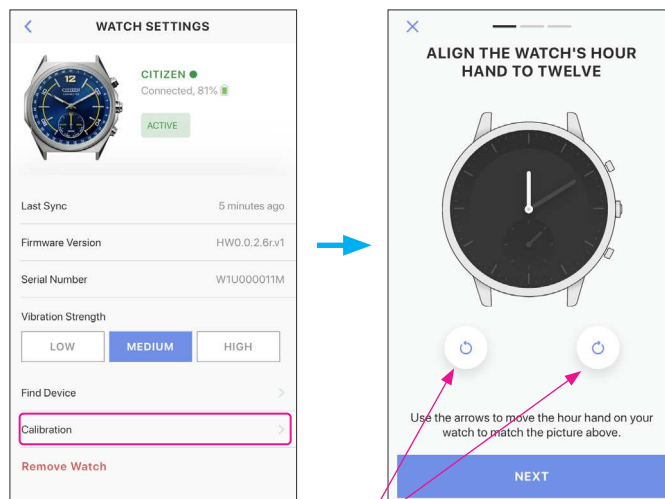 WATCH SETTINGS
12
CITIZEN
CITIZEN
Connected, 81%
ACTIVE
Last Sync 5 minutes ago
Firmware Version HW0.0.2.6r.v1
Serial Number W1U000011M
Vibration Strength
LOW MEDIUM HIGH
Find Device
Calibration
Remove Watch
ALIGN THE WATCH'S HOUR
HAND TO TWELVE
Use the arrows to move the hour hand on your
watch to match the picture above.
NEXT